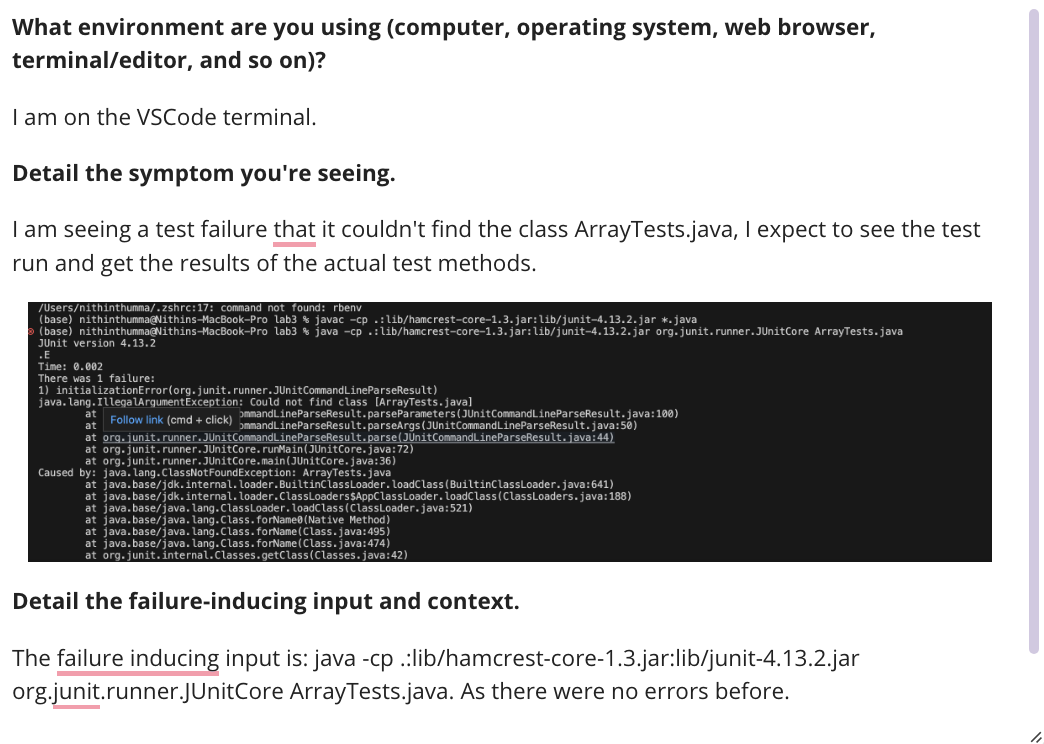 What environment are you using (computer, operating system, web browser,
terminal/editor, and so on)?
I am on the VSCode terminal.
Detail the symptom you're seeing.
I am seeing a test failure that it couldn't find the class ArrayTests.java, I expect to see the test
run and get the results of the actual test methods.
/Users/nithinthumma/.zshrc:17: command not found: rbenv
(base) nithinthumma@Nithins-MacBook-Pro lab3 % javac -cp .:lib/hamcrest-core-1.3.jar:lib/junit-4.13.2.jar *.java
(base) nithinthumma@Nithins-MacBook-Pro lab3 % java -cp .:lib/hamcrest-core-1.3.jar:lib/junit-4.13.2.jar org.junit.runner.JUnitCore ArrayTests.java
JUnit version 4.13.2
.E
Time: 0.002
There was 1 failure:
1) initializationError(org.junit.runner.JUnitCommandLineParseResult)
java.lang.IllegalArgumentException: Could not find class [ArrayTests.java]
at ommandLineParseResult.parseParameters(JUnitCommandLineParseResult.java:100)
Follow link (cmd + click)
at ommandLineParseResult.parseArgs(JUnitCommandLineParseResult.java:50)
at org.junit.runner.JUnitCommandLineParseResult.parse(JUnitCommandLineParseResult.java:44)
at org.junit.runner.JUnitCore.runMain(JUnitCore.java:72)
at org.junit.runner.JUnitCore.main(JUnitCore.java:36)
Caused by: java.lang.ClassNotFoundException: ArrayTests.java
at java.base/jdk.internal.loader.BuiltinClassLoader.loadClass(BuiltinClassLoader.java:641)
at java.base/jdk.internal.loader.ClassLoaders$AppClassLoader.loadClass(ClassLoaders.java:188)
at java.base/java.lang.ClassLoader.loadClass(ClassLoader.java:521)
at java.base/java.lang.Class.forName0(Native Method)
at java.base/java.lang.Class.forName(Class.java:495)
at java.base/java.lang.Class.forName(Class.java:474)
at org.junit.internal.Classes.getClass(Classes.java:42)
Detail the failure-inducing input and context.
The failure inducing input is: java -cp .:lib/hamcrest-core-1.3.jar:lib/junit-4.13.2.jar
org.junit.runner.JUnitCore ArrayTests.java. As there were no errors before.